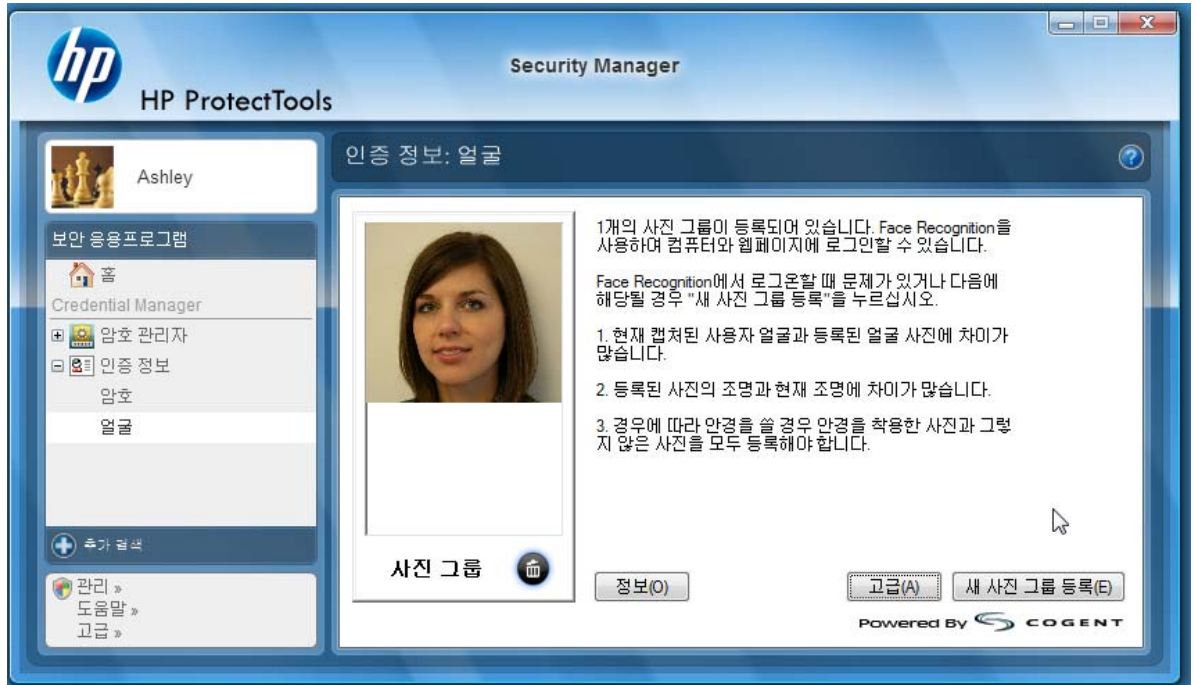 hp
HP ProtectTools
Security Manager
Ashley
인증 정보: 얼굴
?
보안 응용프로그램
홈
Credential Manager
암호 관리자
인증 정보
암호
얼굴
추가 검색
관리 »
도움말 »
고급 »
사진 그룹
1개의 사진 그룹이 등록되어 있습니다. Face Recognition을
사용하여 컴퓨터와 웹페이지에 로그인할 수 있습니다.
Face Recognition에서 로그온할 때 문제가 있거나 다음에
해당될 경우 "새 사진 그룹 등록"을 누르십시오.
1. 현재 캡처된 사용자 얼굴과 등록된 얼굴 사진에 차이가
많습니다.
2. 등록된 사진의 조명과 현재 조명에 차이가 많습니다.
3. 경우에 따라 안경을 쓸 경우 안경을 착용한 사진과 그렇
지 않은 사진을 모두 등록해야 합니다.
정보(O)
고급(A)
새 사진 그룹 등록(E)
Powered By COGENT